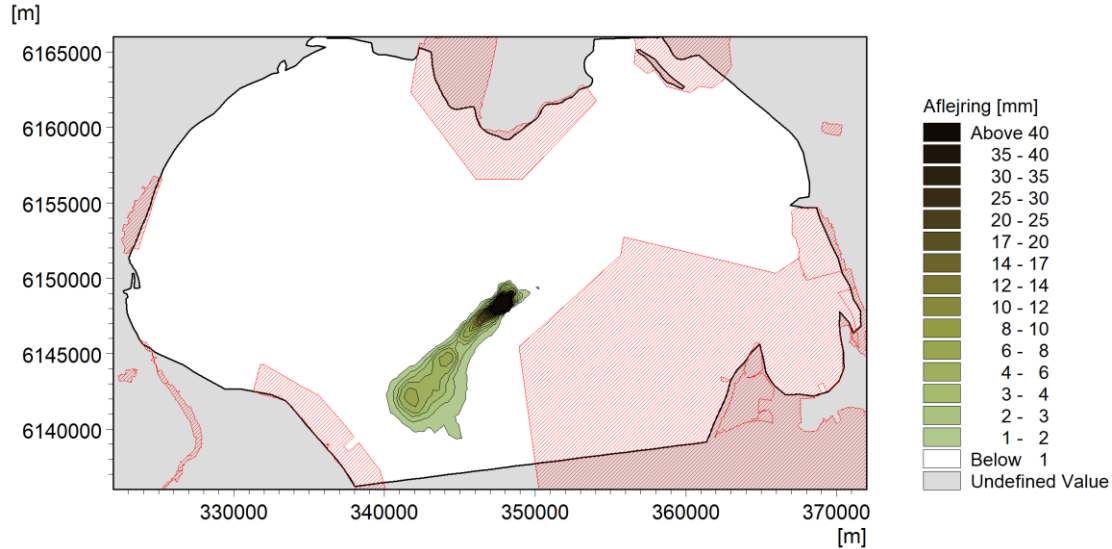 [m]
6165000
6160000
6155000
6150000
6145000
6140000
330000 340000 350000 360000 370000
[m]
Aflejring [mm]
Above 40
35 - 40
30 - 35
25 - 30
20 - 25
17 - 20
14 - 17
12 - 14
10 - 12
8 - 10
6 - 8
4 - 6
3 - 4
2 - 3
1 - 2
Below 1
Undefined Value